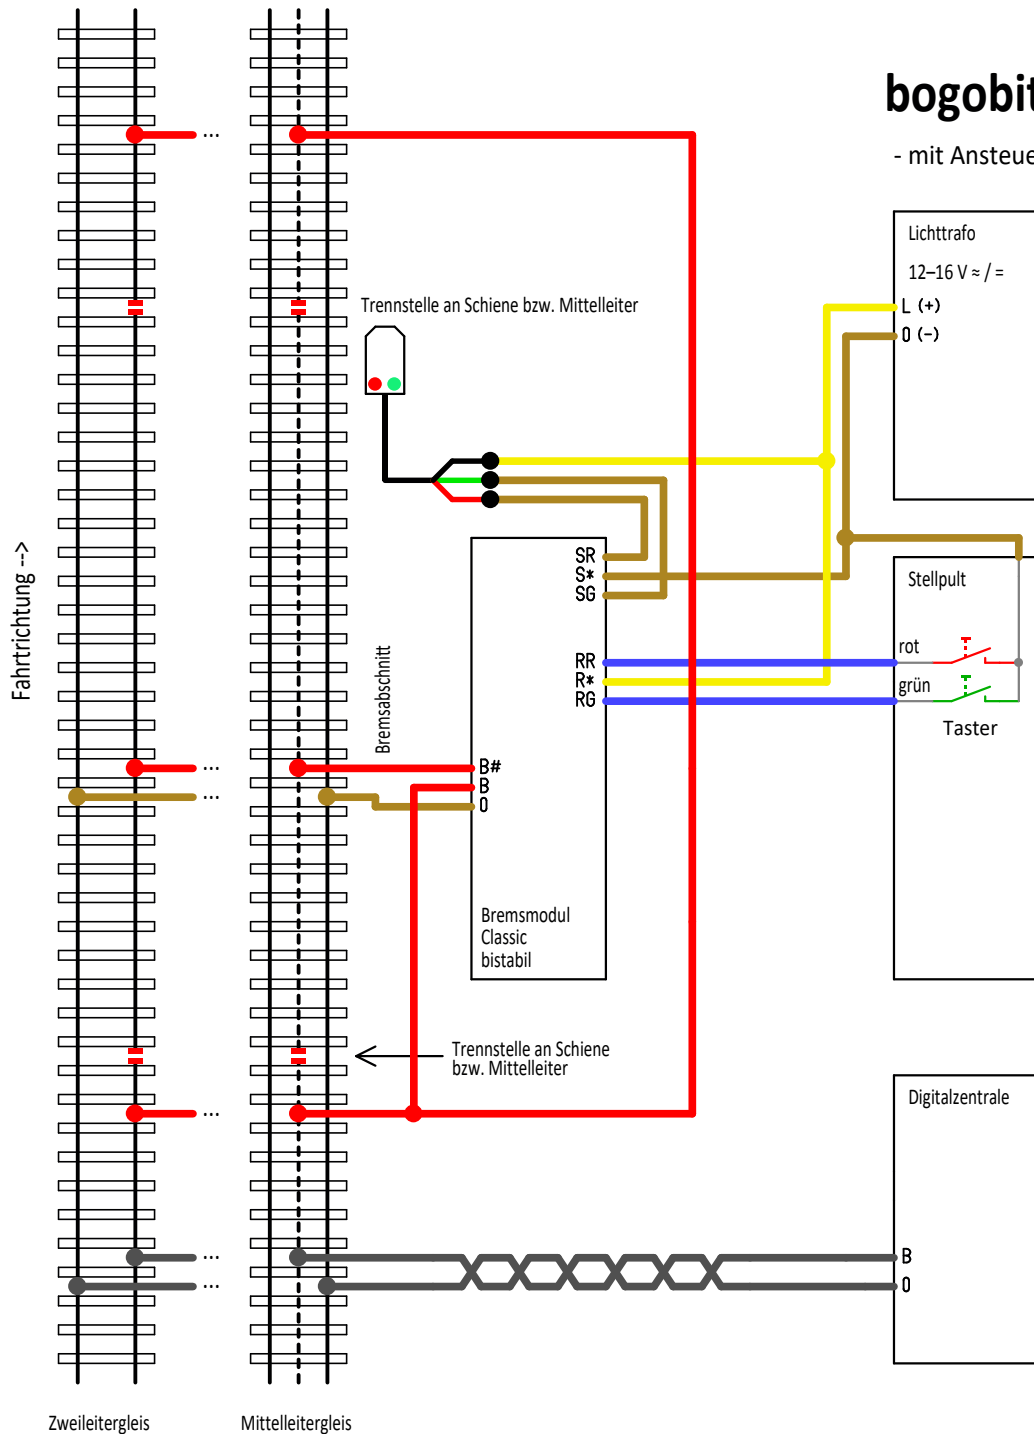 bogobit
- mit Ansteue
...
Lichttrafo
12–16 V ≈ / =
L (+)
0 (–)
Trennstelle an Schiene bzw. Mittelleiter
Fahrtrichtung -->
SR
S*
SG
RR
R*
RG
Stellpult
rot
grün
Taster
Bremsabschnitt
...
...
B#
B
0
Bremsmodul
Classic
bistabil
Trennstelle an Schiene
bzw. Mittelleiter
...
Digitalzentrale
...
...
B
0
Zweileitergleis
Mittelleitergleis